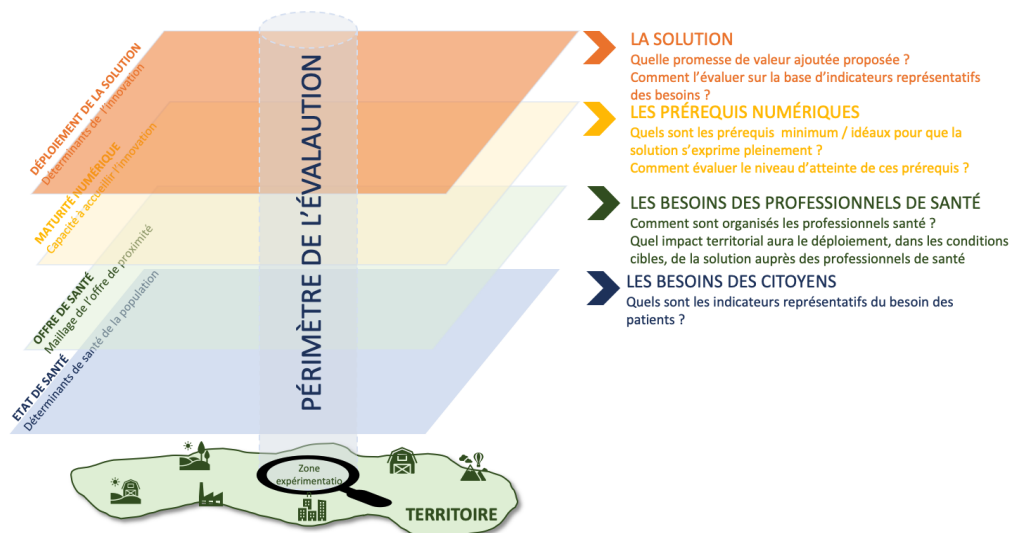 DÉPLOIEMENT DE LA SOLUTION
Déterminants de l'innovation
MATURITÉ NUMÉRIQUE
Capacité à accueillir l'innovation
OFFRE DE SANTÉ
Maillage de l'offre de proximité
ETAT DE SANTÉ
Déterminants de santé de la population
PÉRIMÈTRE DE L'ÉVALAUTION
LA SOLUTION
Quelle promesse de valeur ajoutée proposée ?
Comment l'évaluer sur la base d'indicateurs représentatifs
des besoins ?
LES PRÉREQUIS NUMÉRIQUES
Quels sont les prérequis minimum / idéaux pour que la
solution s'exprime pleinement ?
Comment évaluer le niveau d'atteinte de ces prérequis ?
LES BESOINS DES PROFESSIONNELS DE SANTÉ
Comment sont organisés les professionnels santé ?
Quel impact territorial aura le déploiement, dans les conditions
cibles, de la solution auprès des professionnels de santé
LES BESOINS DES CITOYENS
Quels sont les indicateurs représentatifs du besoin des
patients ?
Zone
expérimentatio
TERRITOIRE